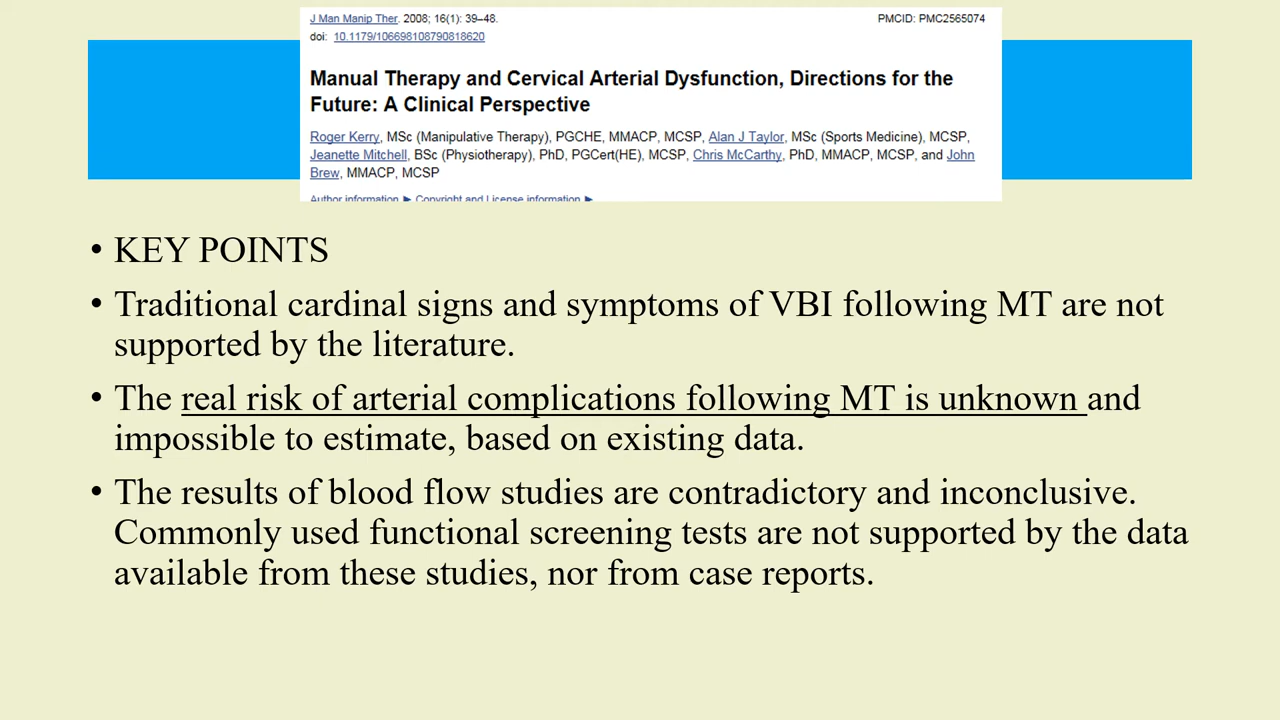 J Man Manip Ther. 2008; 16(1): 39–48.
PMCID: PMC2565074
doi: 10.1179/106698108790818620
Manual Therapy and Cervical Arterial Dysfunction, Directions for the
Future: A Clinical Perspective
Roger Kerry, MSc (Manipulative Therapy), PGCHE, MMACP, MCSP, Alan J Taylor, MSc (Sports Medicine), MCSP,
Jeanette Mitchell, BSc (Physiotherapy), PhD, PGCert(HE), MCSP, Chris McCarthy, PhD, MMACP, MCSP, and John
Brew, MMACP, MCSP
Author information ► Copyright and License information ►
• KEY POINTS
• Traditional cardinal signs and symptoms of VBI following MT are not
supported by the literature.
• The real risk of arterial complications following MT is unknown and
impossible to estimate, based on existing data.
• The results of blood flow studies are contradictory and inconclusive.
Commonly used functional screening tests are not supported by the data
available from these studies, nor from case reports.